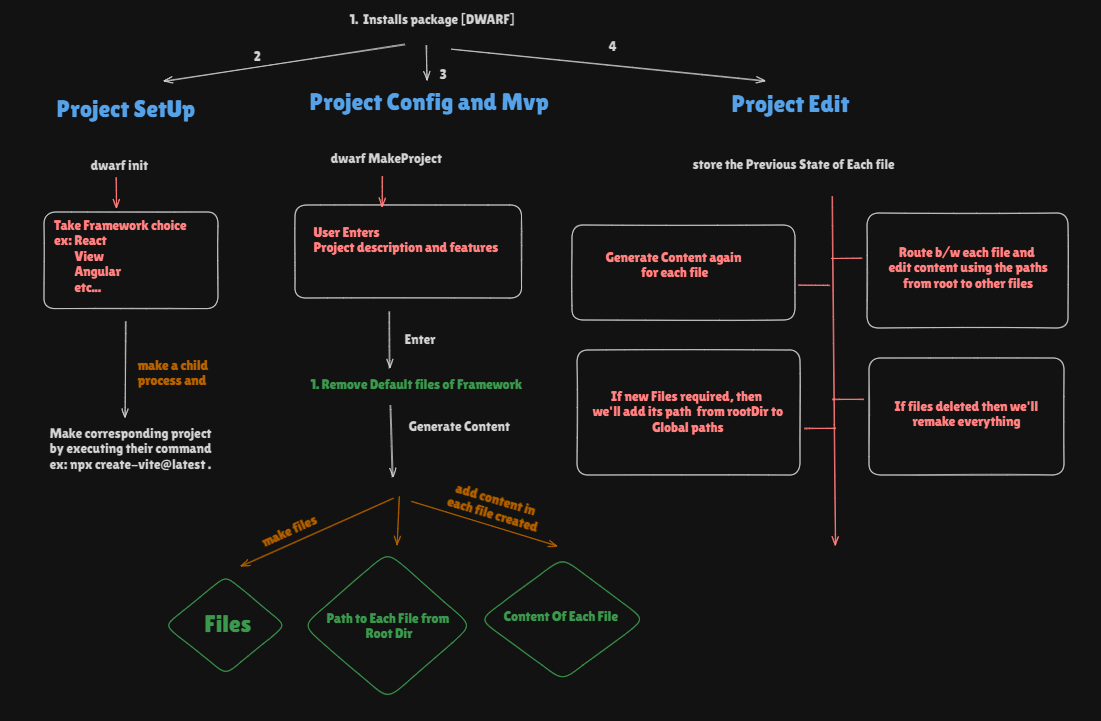 1. Installs package [DWARF]
2
3
4
Project SetUp
dwarf init
Take Framework choice
ex: React
View
Angular
etc...
make a child
process and
Make corresponding project
by executing their command
ex: npx create-vite@latest .
Project Config and Mvp
dwarf MakeProject
User Enters
Project description and features
Enter
1. Remove Default files of Framework
Generate Content
make files
add content in
each file created
Files
Path to Each File from
Root Dir
Content Of Each File
Project Edit
store the Previous State of Each file
Generate Content again
for each file
Route b/w each file and
edit content using the paths
from root to other files
If new Files required, then
we'll add its path from rootDir to
Global paths
If files deleted then we'll
remake everything